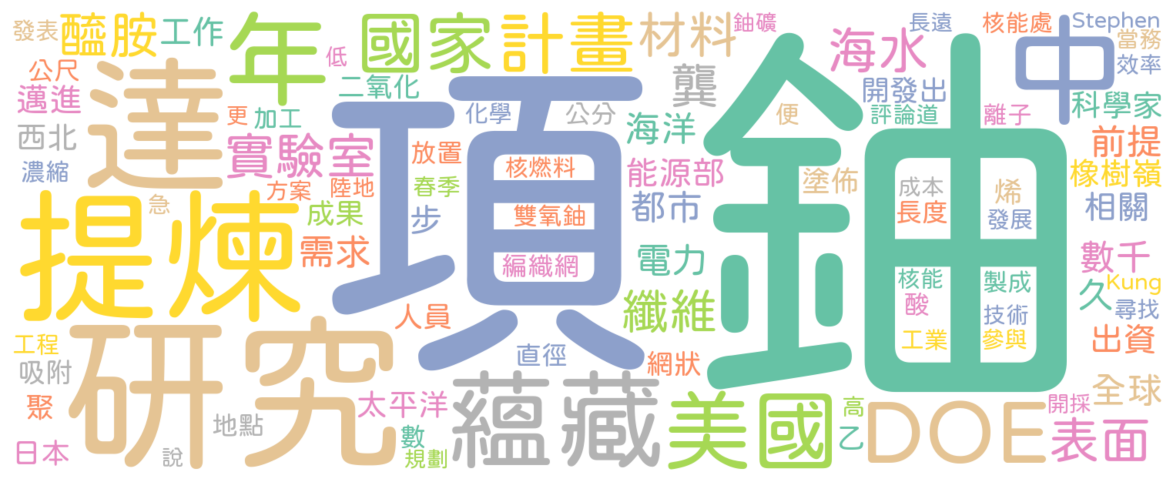 發表
醯胺
工作
年
低
國家
計畫
材料
鈾礦
海水
長遠
核能處
Stephen
當務
效率
中
公尺
邁進
達
更
加工
二氧化
項
化學
公分
龔
海洋
便
鈾
開發出
評論道
離子
科學家
西北
濃縮
實驗室
方案
陸地
放置
春季
核燃料
能源部
塗佈
成本
長度
烯
發展
前提
橡樹嶺
急
提煉
成果
需求
步
雙氧鈾
都市
相關
編織網
電力
核能
酸
製成
技術
數千
Kung
久
尋找
人員
纖維
工業
參與
出資
工程
吸附
研究
直徑
網狀
全球
聚
日本
地點
說
太平洋
數
規劃
蘊藏
美國
高
乙
DOE
開採
表面